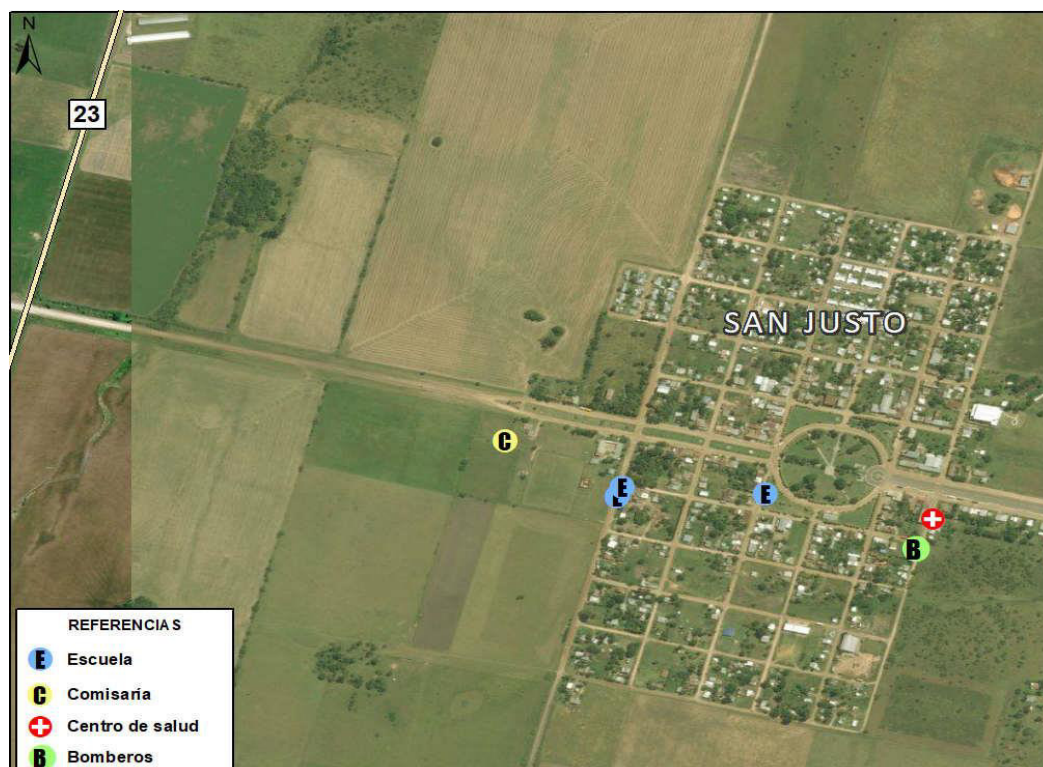 N
23
SAN JUSTO
C
E
E
E
B
REFERENCIAS
E Escuela
C Comisaría
Centro de salud
B Bomberos